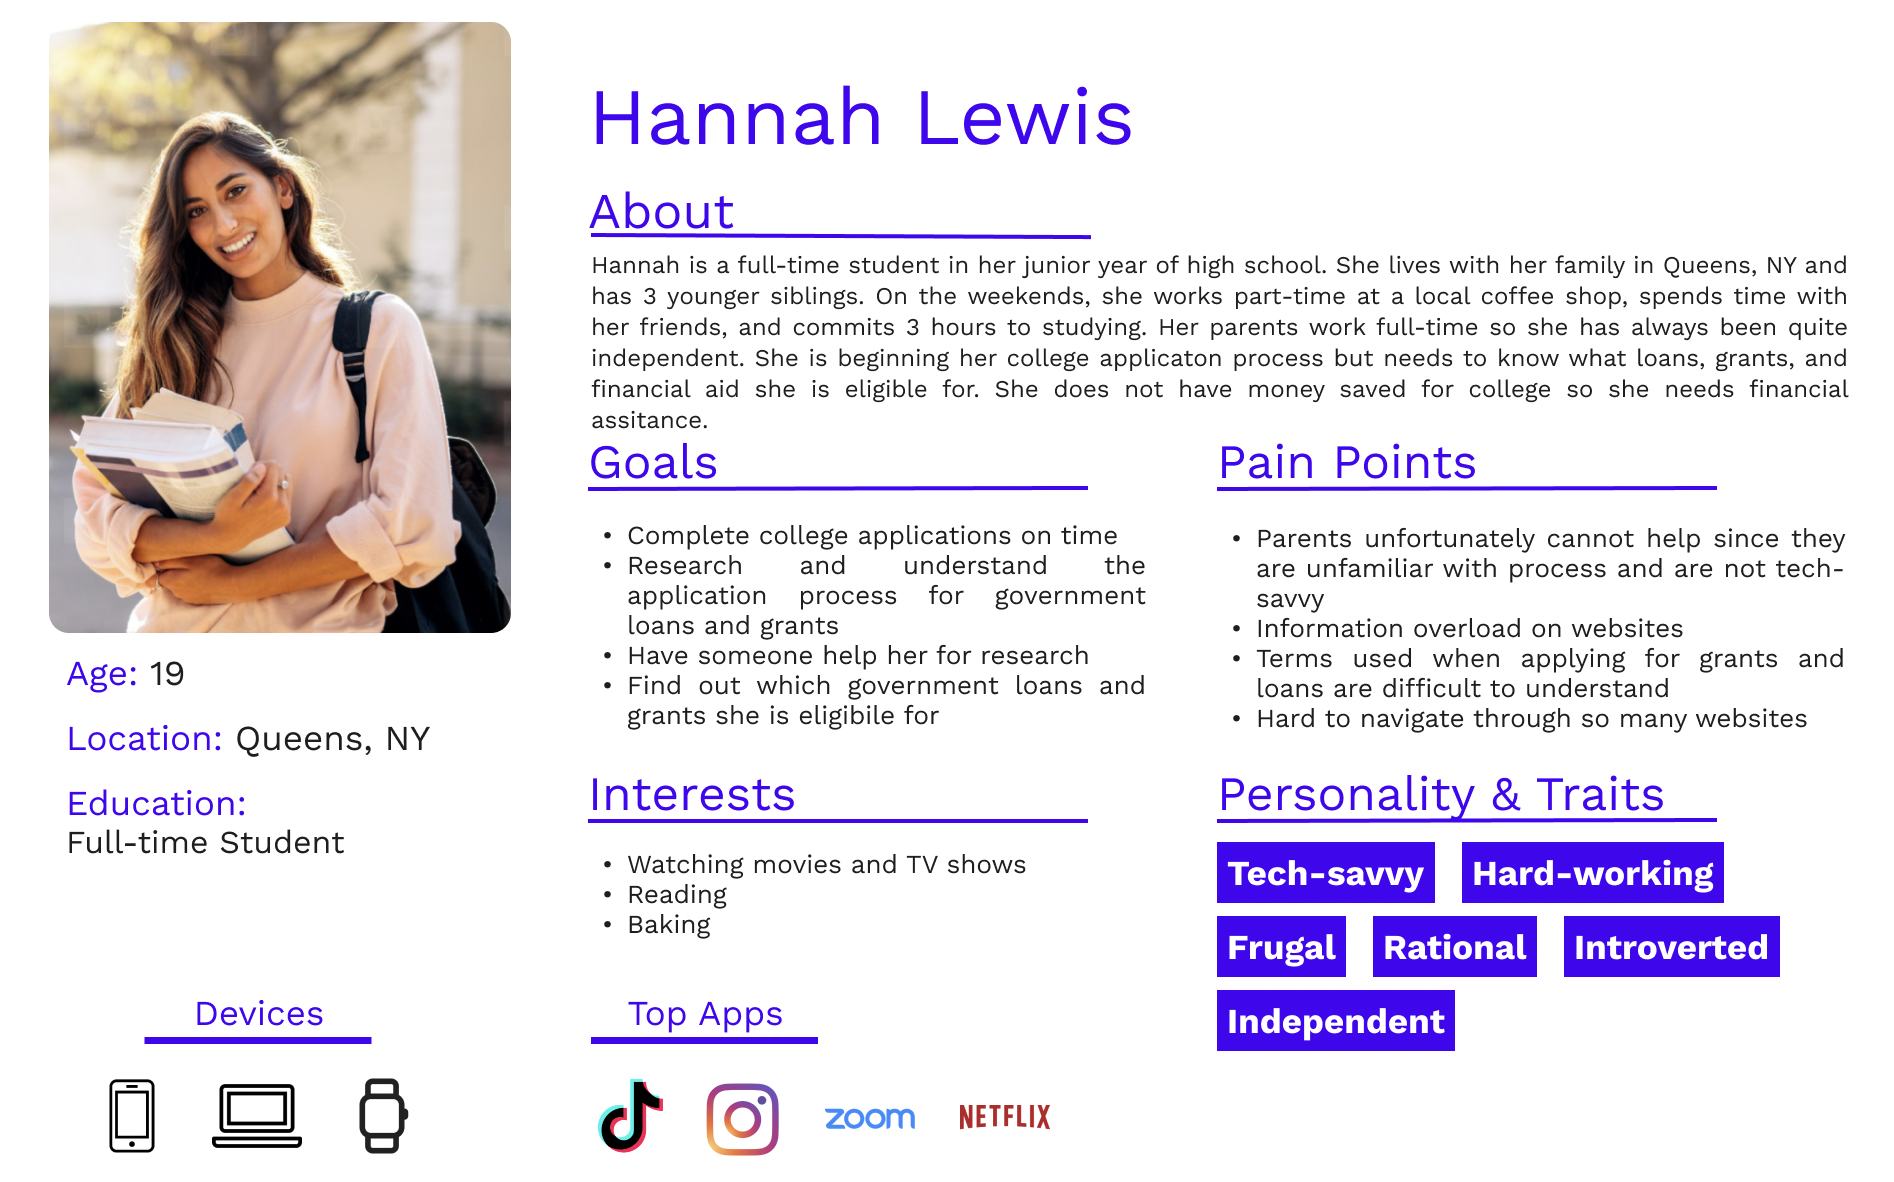 Hannah Lewis
About
Hannah is a full-time student in her junior year of high school. She lives with her family in Queens, NY and
has 3 younger siblings. On the weekends, she works part-time at a local coffee shop, spends time with
her friends, and commits 3 hours to studying. Her parents work full-time so she has always been quite
independent. She is beginning her college applicaton process but needs to know what loans, grants, and
financial aid she is eligible for. She does not have money saved for college so she needs financial
assitance.
Age: 19
Location: Queens, NY
Education:
Full-time Student
Goals
• Complete college applications on time
• Research and understand the
application process for government
loans and grants
• Have someone help her for research
• Find out which government loans and
grants she is eligibile for
Pain Points
• Parents unfortunately cannot help since they
are unfamiliar with process and are not tech-
savvy
• Information overload on websites
• Terms used when applying for grants and
loans are difficult to understand
• Hard to navigate through so many websites
Interests
• Watching movies and TV shows
• Reading
• Baking
Personality & Traits
Tech-savvy Hard-working
Frugal Rational Introverted
Independent
Devices
Top Apps
zoom NETFLIX